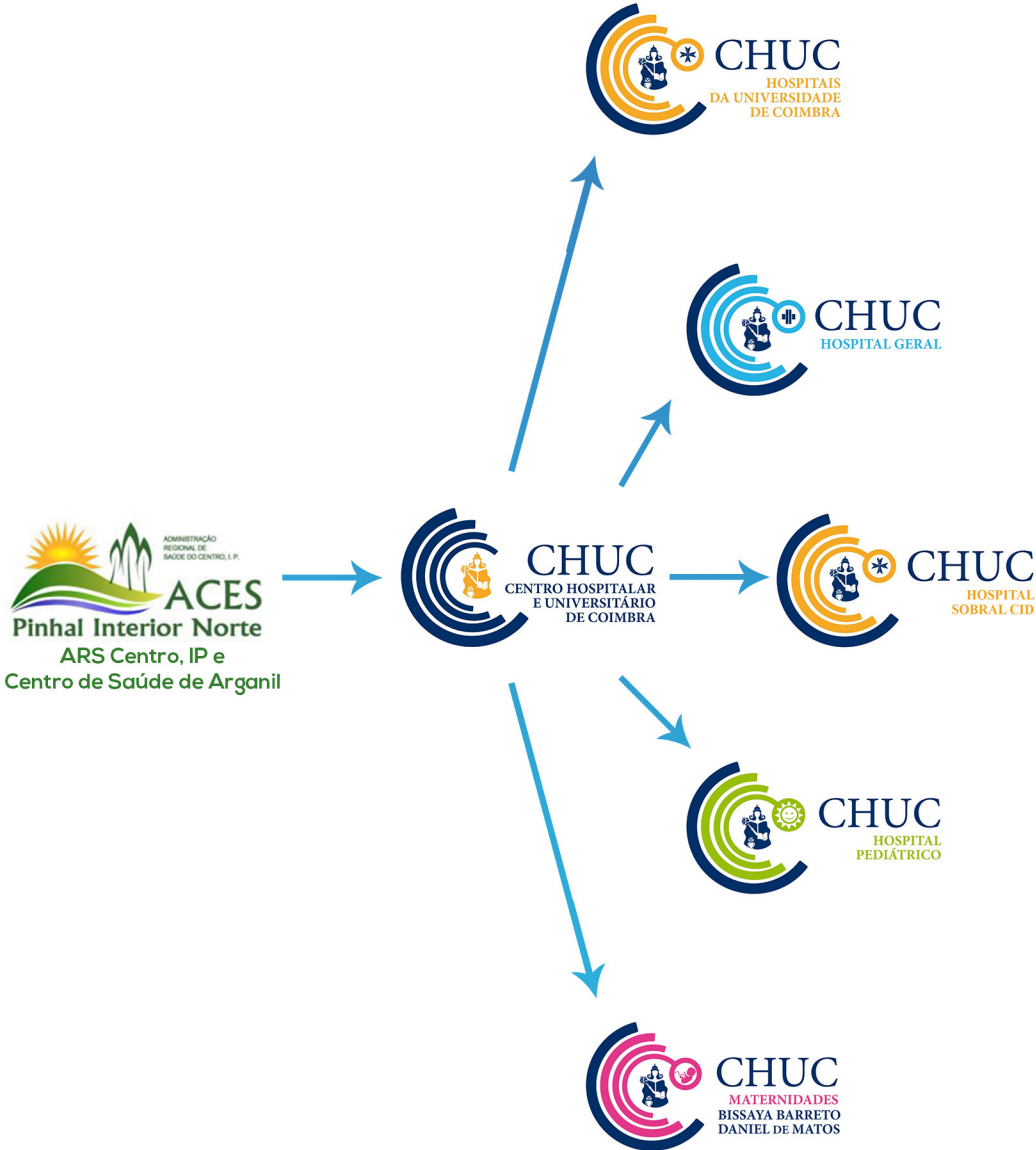 CHUC
HOSPITAIS
DA UNIVERSIDADE
DE COIMBRA
CHUC
HOSPITAL GERAL
ADMINISTRAÇÃO
REGIONAL DE
SAÚDE DO CENTRO, I. P.
ACES
Pinhal Interior Norte
ARS Centro, IP e
Centro de Saúde de Arganil
CHUC
CENTRO HOSPITALAR
E UNIVERSITÁRIO
DE COIMBRA
CHUC
HOSPITAL
SOBRAL CID
CHUC
HOSPITAL
PEDIÁTRICO
CHUC
MATERNIDADES
BISSAYA BARRETO
DANIEL DE MATOS